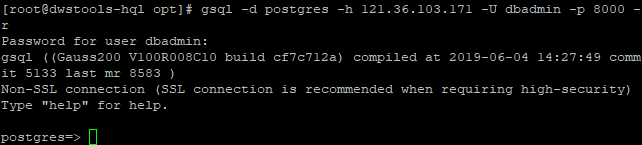 [root@dwstools-hql opt]# gsql -d postgres -h 121.36.103.171 -U dbadmin -p 8000 -
r
Password for user dbadmin:
gsql ((Gauss200 V100R008C10 build cf7c712a) compiled at 2019-06-04 14:27:49 comm
it 5133 last mr 8583 )
Non-SSL connection (SSL connection is recommended when requiring high-security)
Type "help" for help.
postgres=>